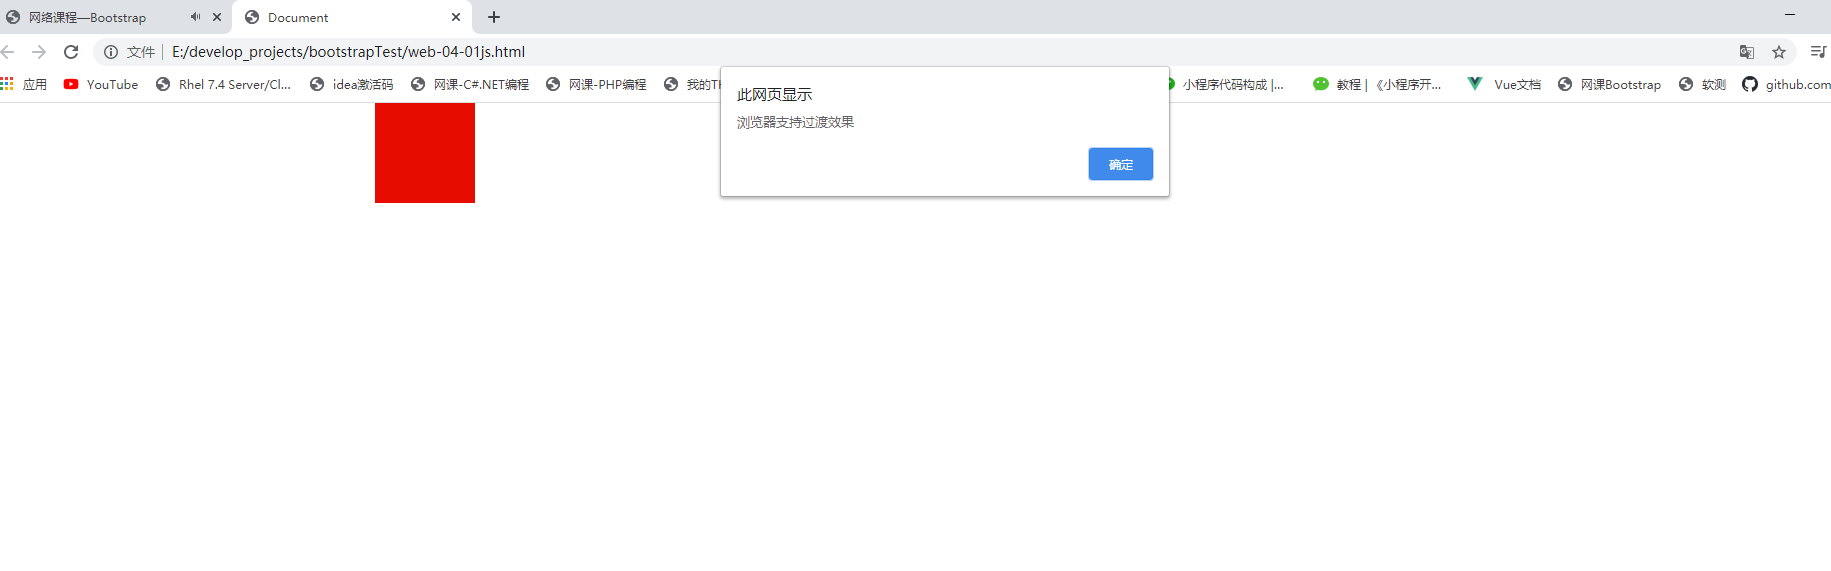 网络课程—Bootstrap
Document
文件
E:/develop_projects/bootstrapTest/web-04-01js.html
应用
YouTube
Rhel 7.4 Server/Cl...
idea激活码
网课-C#.NET编程
网课-PHP编程
我的TH
小程序代码构成 |...
教程 | 《小程序开...
Vue文档
网课Bootstrap
软测
github.com
此网页显示
浏览器支持过渡效果
确定